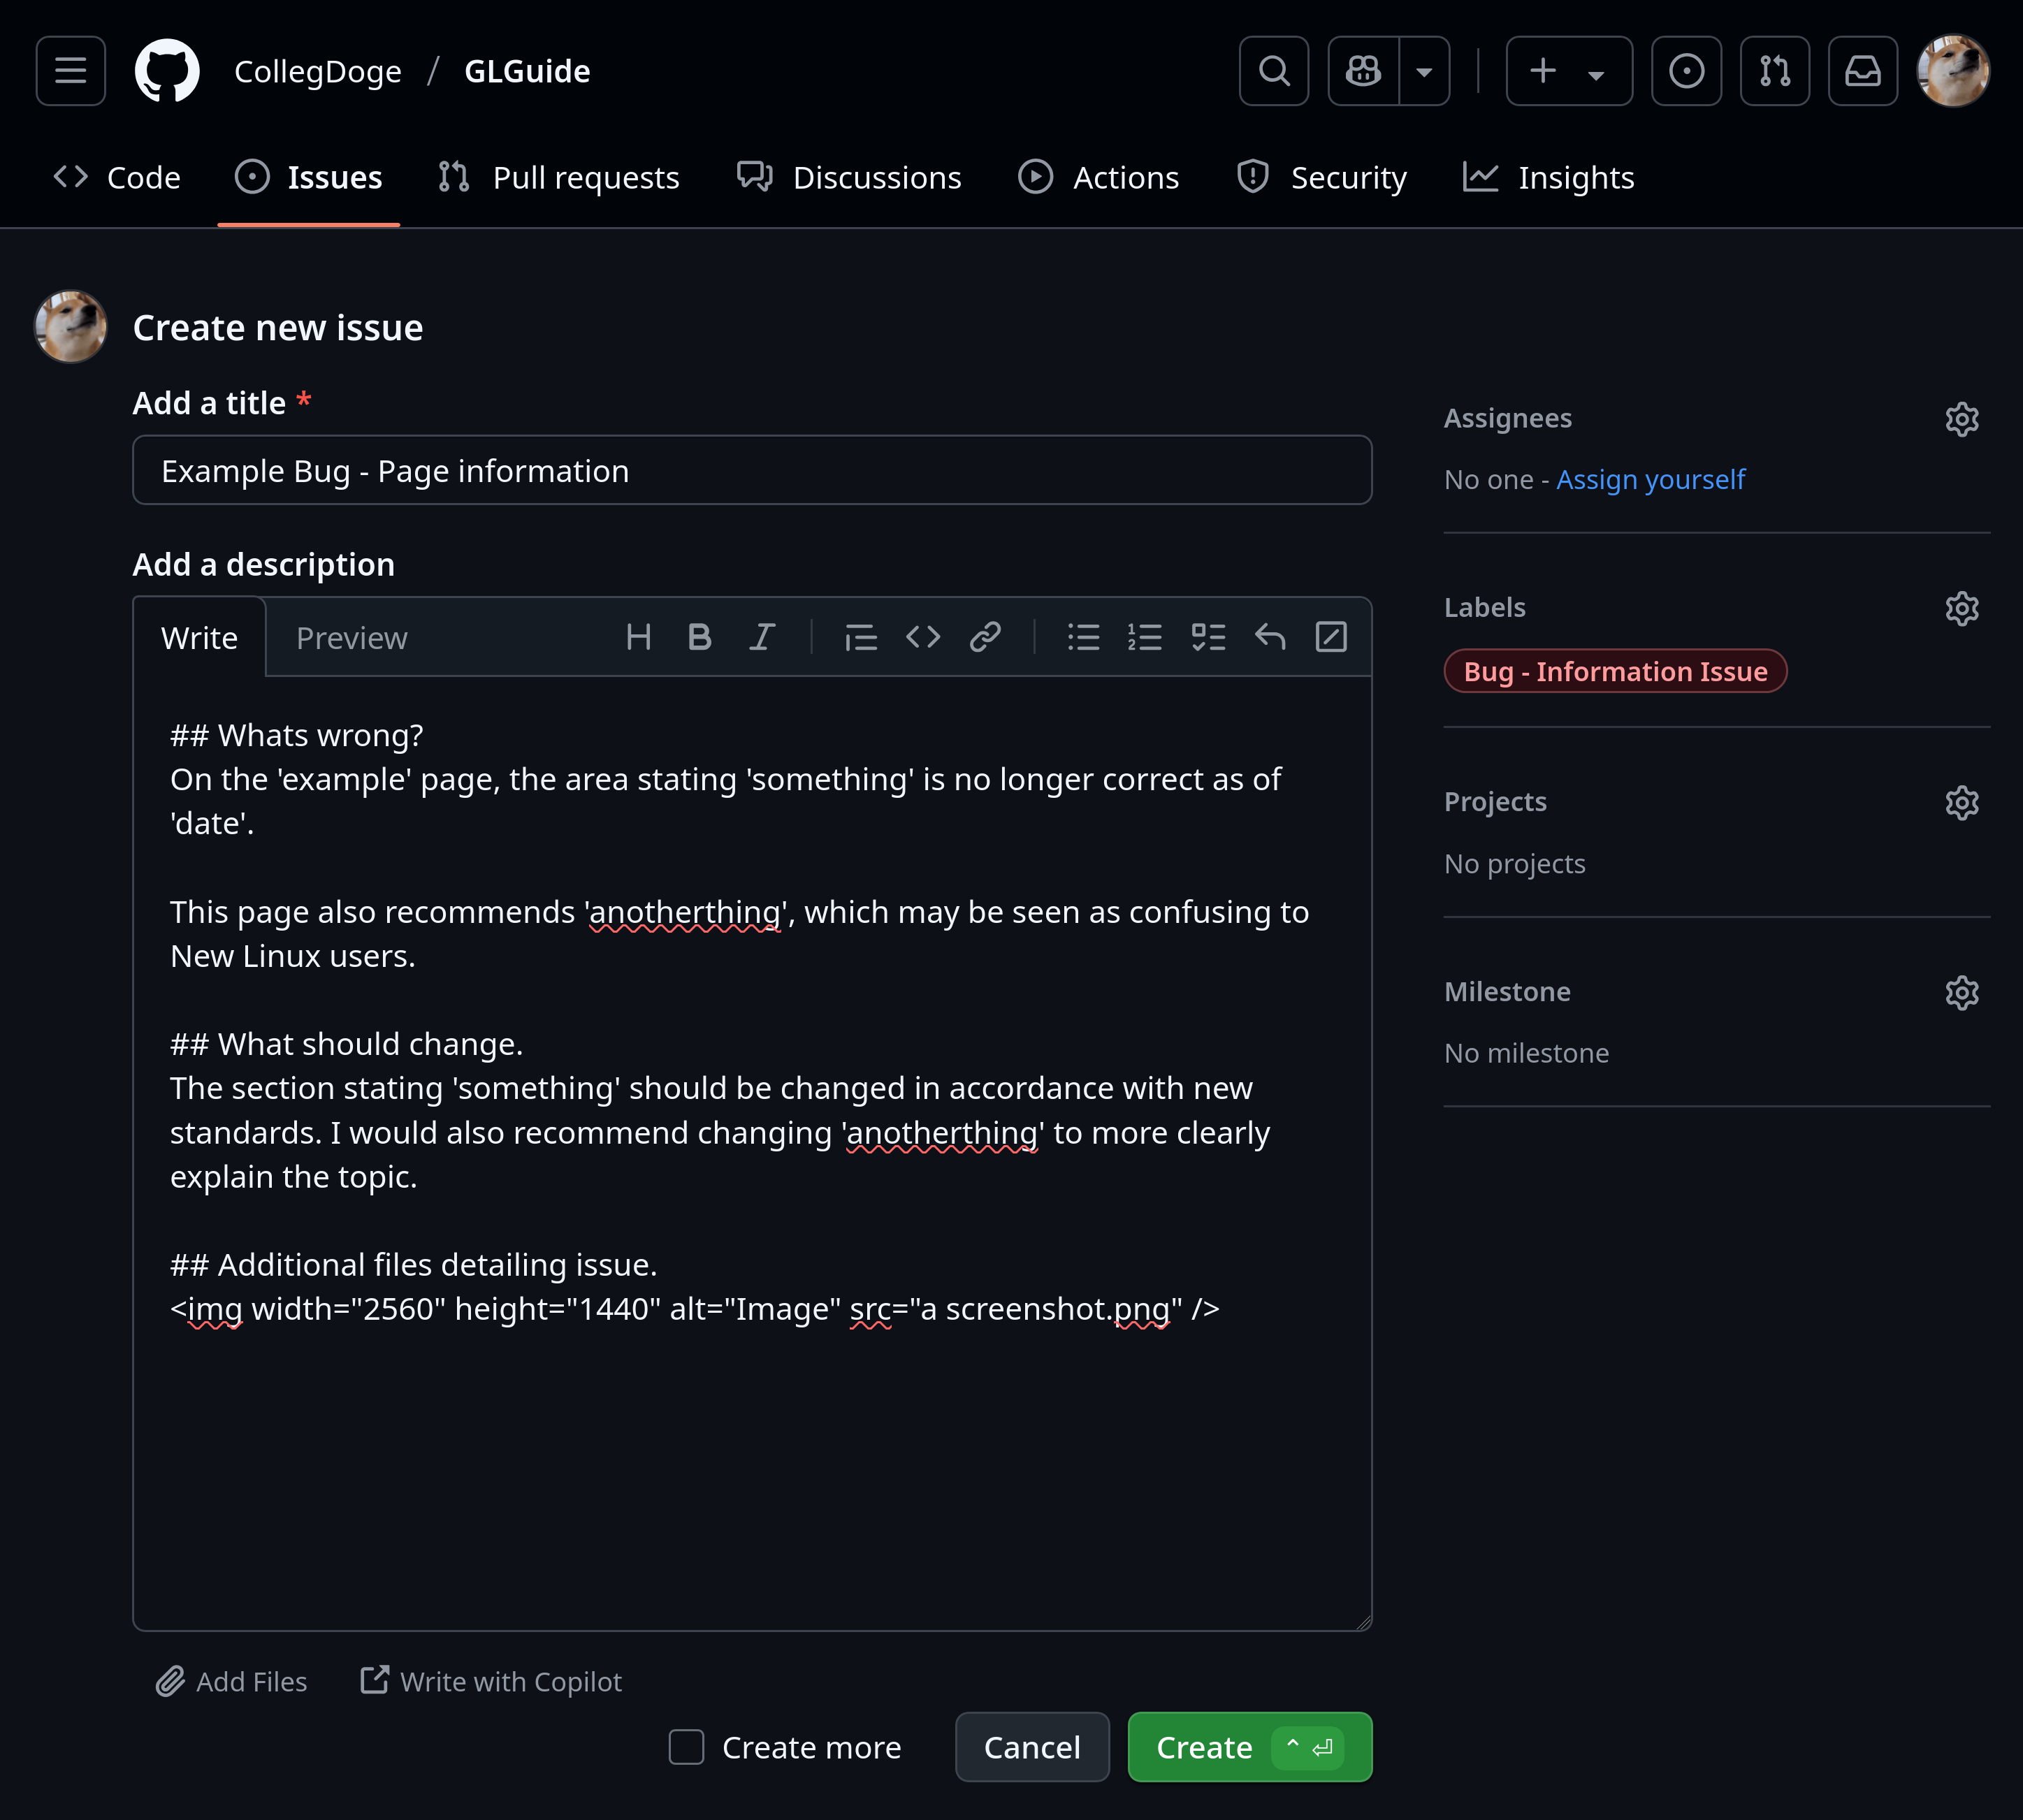 CollegDoge / GLGuide
Code Issues Pull requests Discussions Actions Security Insights
Create new issue
Add a title *
Example Bug - Page information
Add a description
Write Preview
## Whats wrong?
On the 'example' page, the area stating 'something' is no longer correct as of
'date'.
This page also recommends 'anotherthing', which may be seen as confusing to
New Linux users.
## What should change.
The section stating 'something' should be changed in accordance with new
standards. I would also recommend changing 'anotherthing' to more clearly
explain the topic.
## Additional files detailing issue.
<img width="2560" height="1440" alt="Image" src="a screenshot.png" />
Add Files Write with Copilot
Create more Cancel Create
Assignees
No one - Assign yourself
Labels
Bug - Information Issue
Projects
No projects
Milestone
No milestone